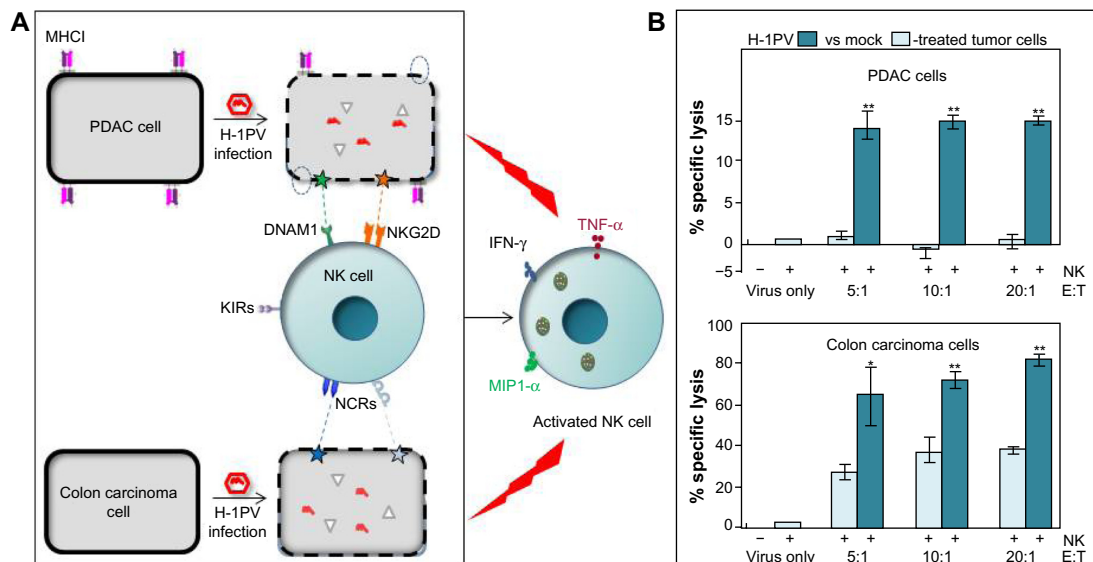 A
MHCI
PDAC cell
H-1PV
infection
DNAM1
NKG2D
NK cell
KIRs
NCRs
Colon carcinoma
cell
H-1PV
infection
TNF-α
IFN-γ
MIP1-α
Activated NK cell
B
H-1PV vs mock -treated tumor cells
PDAC cells
% specific lysis
15
10
5
0
−5
** ** **
− + + + + + + + NK
Virus only 5:1 10:1 20:1 E:T
Colon carcinoma cells
% specific lysis
100
80
60
40
20
0
* ** **
− + + + + + + + NK
Virus only 5:1 10:1 20:1 E:T